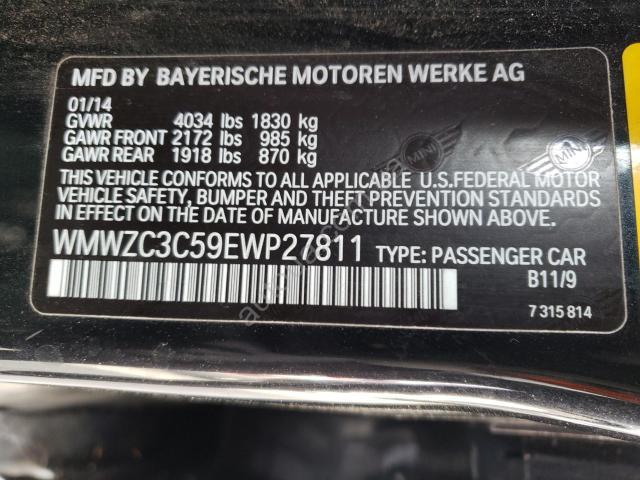 MFD BY BAYERISCHE MOTOREN WERKE AG
01/14
GVWR 4034 lbs 1830 kg
GAWR FRONT 2172 lbs 985 kg
GAWR REAR 1918 lbs 870 kg
MINI
THIS VEHICLE CONFORMS TO ALL APPLICABLE U.S.FEDERAL MOTOR
VEHICLE SAFETY, BUMPER AND THEFT PREVENTION STANDARDS
IN EFFECT ON THE DATE OF MANUFACTURE SHOWN ABOVE.
WMWZC3C59EWP27811 TYPE: PASSENGER CAR
B11/9
7 315 814